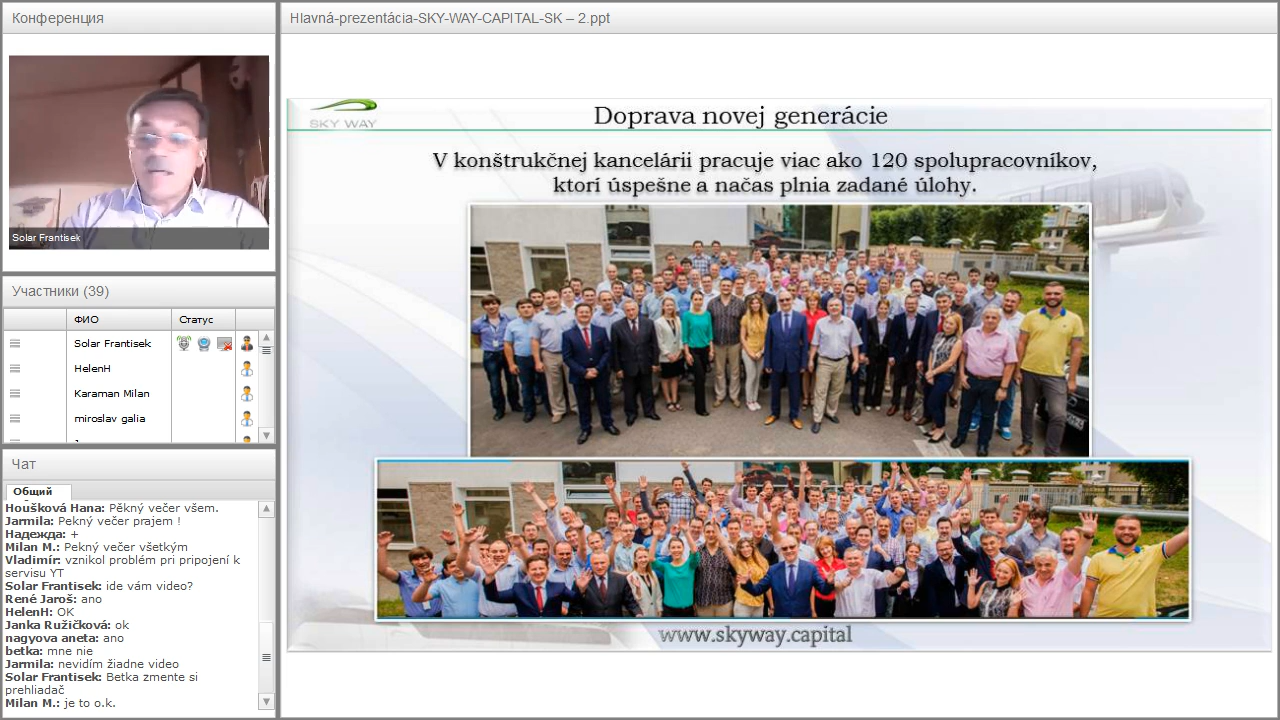 Конференция
Solar Frantisek
Участники (39)
ФИО
Статус
Solar Frantisek
HelenH
Karaman Milan
miroslav galia
Чат
Общий
Houšková Hana: Pěkný večer všem.
Jarmila: Pekný večer prajem !
Надежда: +
Milan M.: Pekný večer všetkým
Vladimír: vznikol problém pri pripojení k
servisu YT
Solar Frantisek: ide vám video?
René Jaroš: ano
HelenH: OK
Janka Ružičková: ok
nagyova aneta: ano
betka: mne nie
Jarmila: nevidím žiadne video
Solar Frantisek: Betka zmente si
prehliadač
Milan M.: je to o.k.
Hlavná-prezentácia-SKY-WAY-CAPITAL-SK – 2.ppt
SKY WAY
Doprava novej generácie
V konštrukčnej kancelárii pracuje viac ako 120 spolupracovníkov,
ktorí úspešne a načas plnia zadané úlohy.
www.skyway.capital